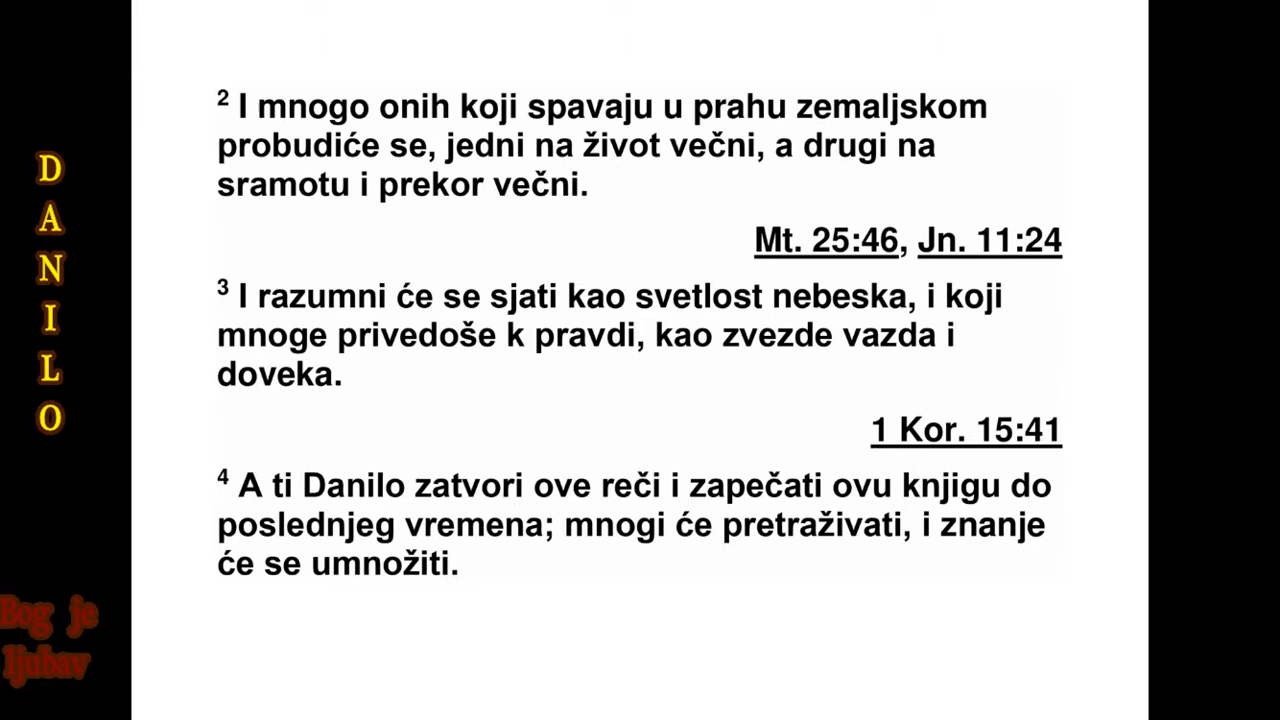 DANILO
Bog je
ljubav
2 I mnogo onih koji spavaju u prahu zemaljskom
probudiće se, jedni na život večni, a drugi na
sramotu i prekor večni.
Mt. 25:46, Jn. 11:24
3 I razumni će se sjati kao svetlost nebeska, i koji
mnoge privedoše k pravdi, kao zvezde vazda i
doveka.
1 Kor. 15:41
4 A ti Danilo zatvori ove reči i zapečati ovu knjigu do
poslednjeg vremena; mnogi će pretraživati, i znanje
će se umnožiti.